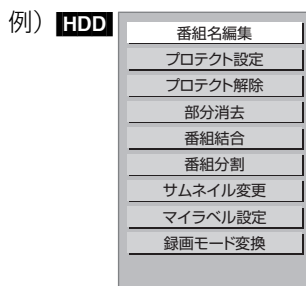 例） HDD
番組名編集
プロテクト設定
プロテクト解除
部分消去
番組結合
番組分割
サムネイル変更
マイラベル設定
録画モード変換